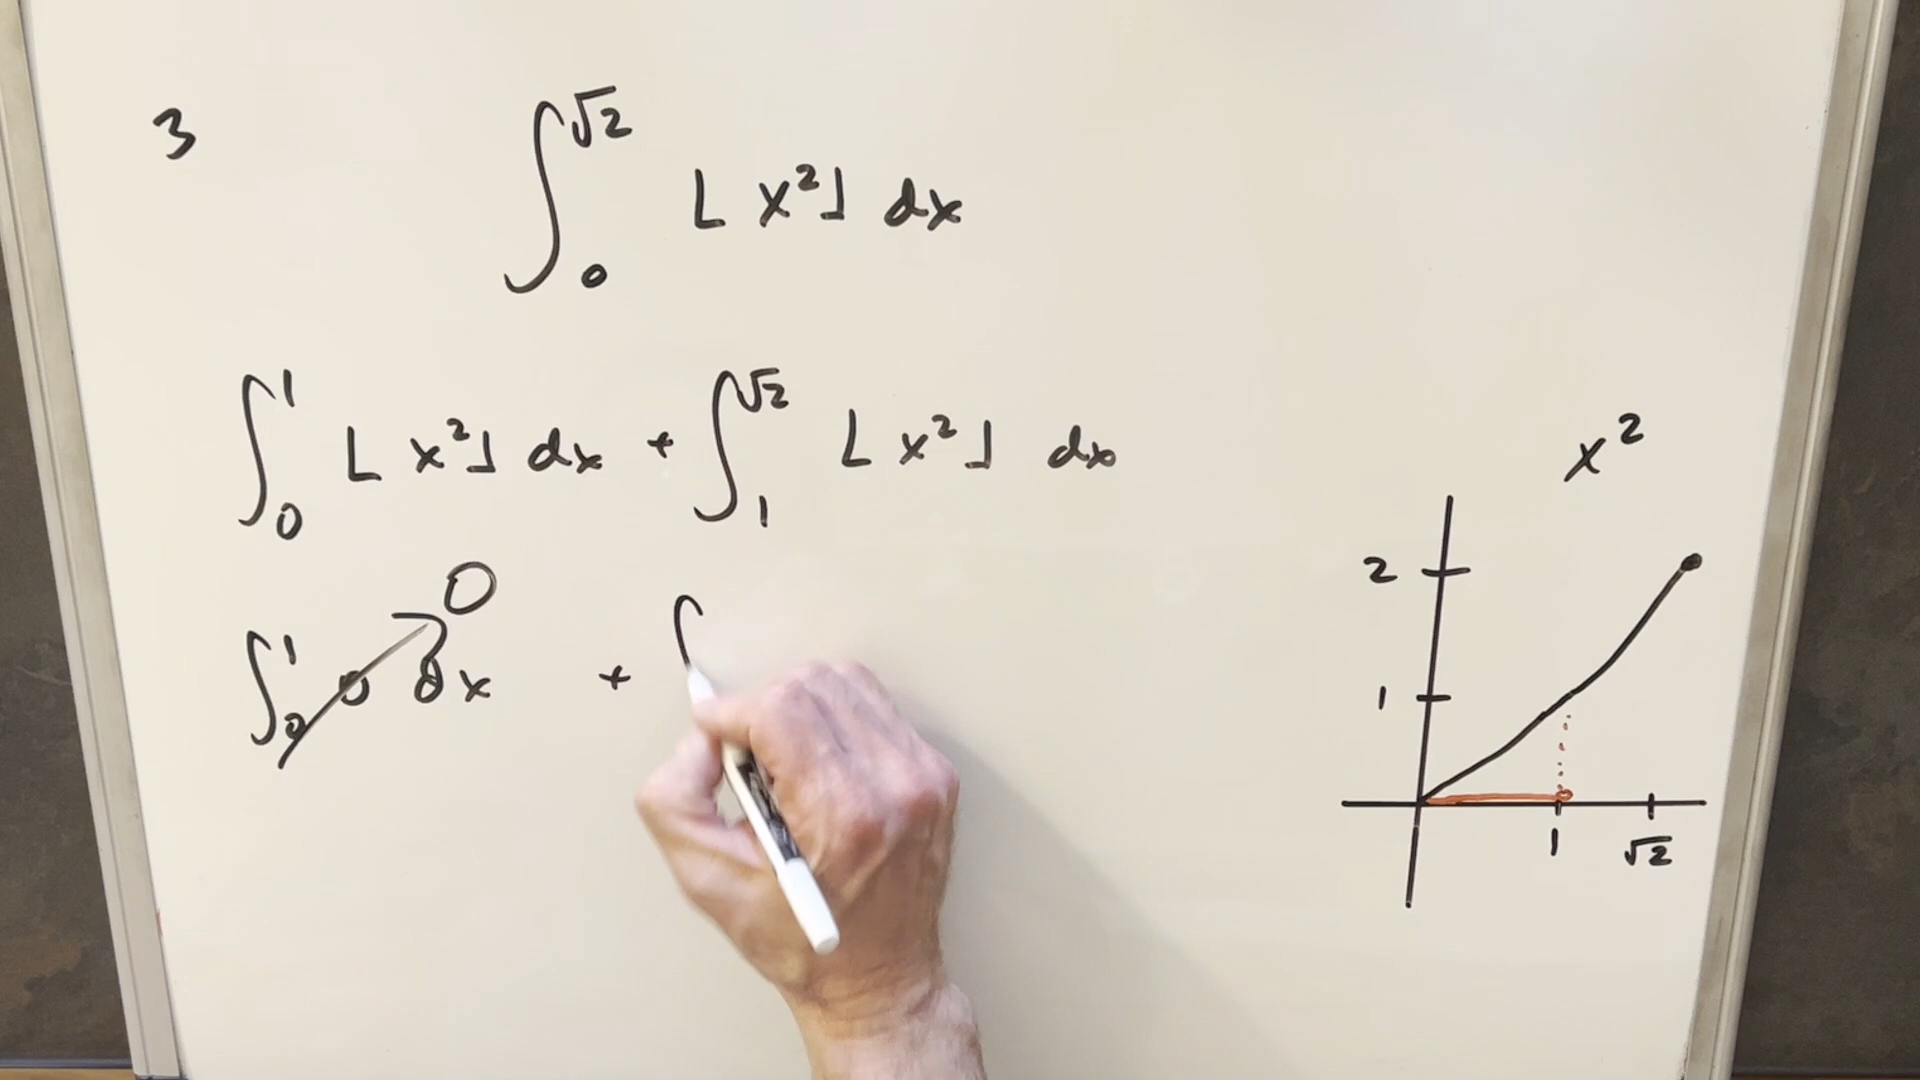 3
∫₀^√2 ⌊x²⌋ dx
∫₀^1 ⌊x²⌋ dx + ∫₁^√2 ⌊x²⌋ dx
∫₀^1 0 dx → 0 + ∫
x²
2
1
1 √2